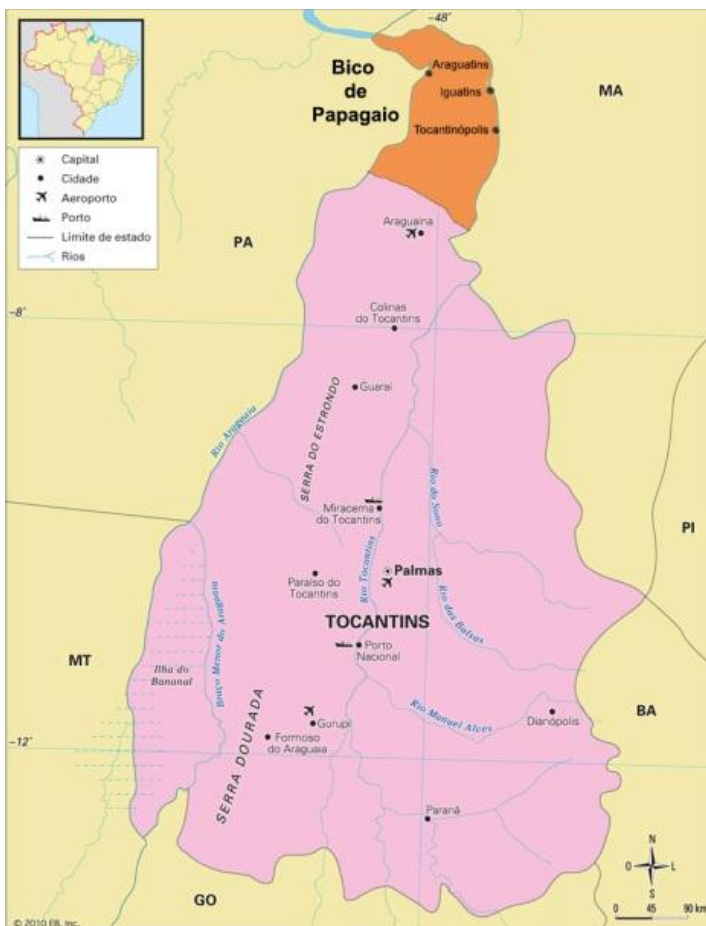 -48°
Bico
de
Papagaio
Araguatins
Iguatins
Tocantinópolis
MA
Capital
Cidade
Aeroporto
Porto
Limite de estado
Rios
PA
Araguaína
-8°
Colinas
do Tocantins
Guaraí
SERRA DO ESTRONDO
Rio Araguaia
Rio do Sono
Miracema
do Tocantins
PI
Rio Tocantins
Palmas
Paraíso do
Tocantins
Rio das Balsas
TOCANTINS
Braço Menor do Araguaia
MT
Ilha do
Bananal
Porto
Nacional
Rio Manuel Alves
BA
Dianópolis
Gurupi
-12°
Formoso
do Araguaia
SERRA DOURADA
Paranã
GO
N
O
L
S
0 45 90 km
© 2010 EB, Inc.